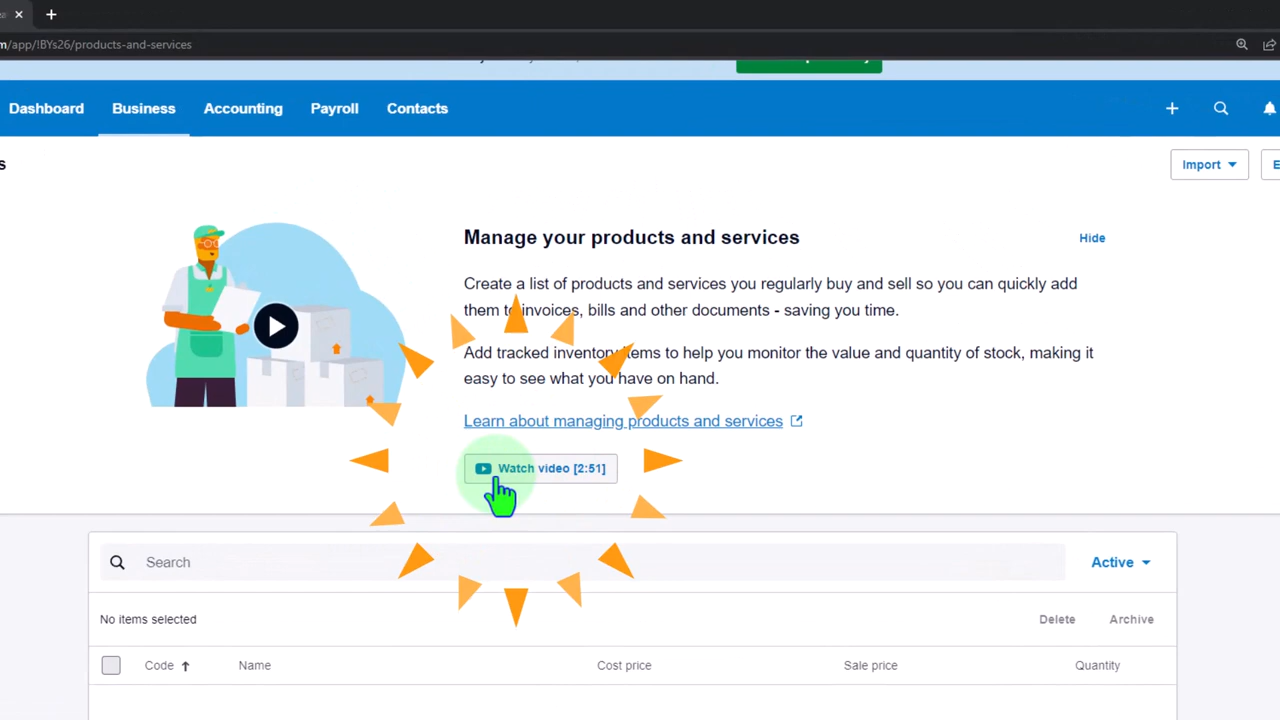 m/app/!BYs26/products-and-services
Dashboard Business Accounting Payroll Contacts
s
Import
E
Manage your products and services
Hide
Create a list of products and services you regularly buy and sell so you can quickly add
them to invoices, bills and other documents - saving you time.
Add tracked inventory items to help you monitor the value and quantity of stock, making it
easy to see what you have on hand.
Learn about managing products and services
Watch video [2:51]
Search
Active
No items selected
Delete Archive
Code Name Cost price Sale price Quantity